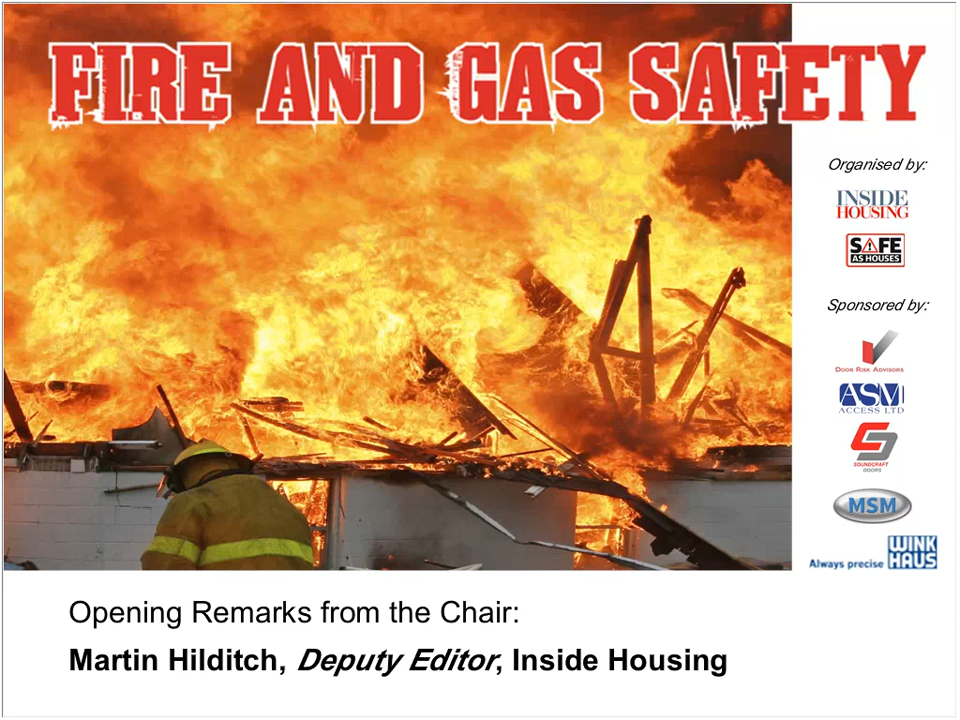 FIRE AND GAS SAFETY
Organised by:
INSIDE
HOUSING
SAFE
AS HOUSES
Sponsored by:
DOOR RISK ADVISORS
ASM
ACCESS LTD
SOUNDCRAFT
DOORS
MSM
Always precise WINK
HAUS
Opening Remarks from the Chair:
Martin Hilditch, Deputy Editor, Inside Housing